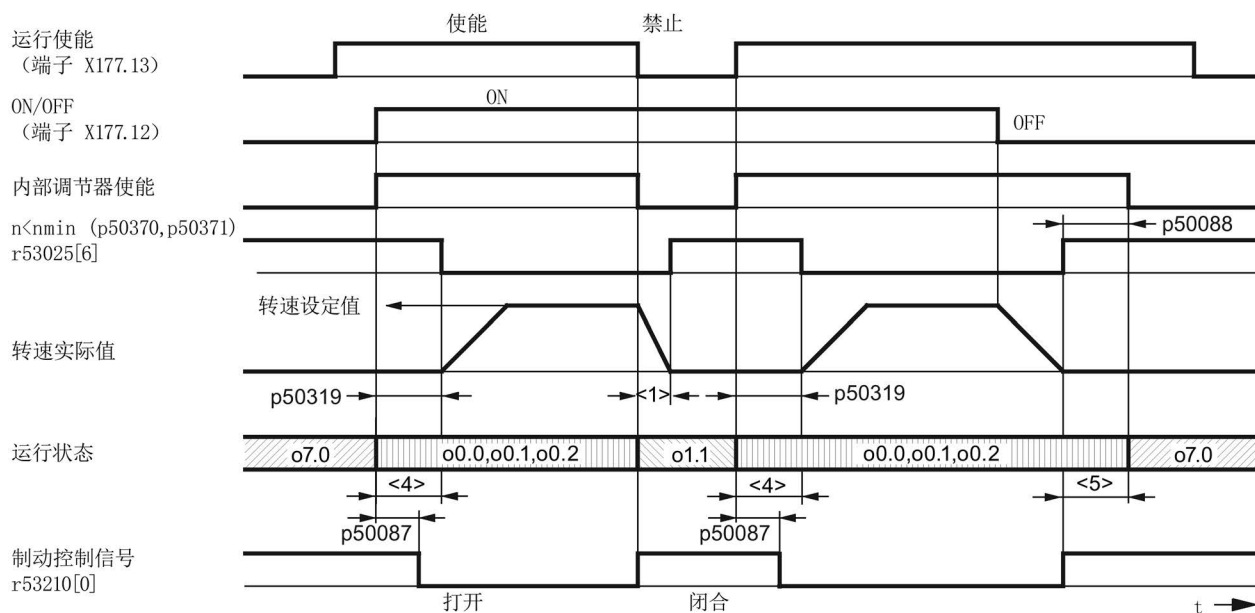 使能 禁止
运行使能
（端子 X177.13）
ON/OFF
（端子 X177.12）
ON
OFF
内部调节器使能
n<nmin (p50370,p50371)
r53025[6]
p50088
转速设定值
转速实际值
p50319 <1> p50319
运行状态
o7.0 o0.0,o0.1,o0.2 o1.1 o0.0,o0.1,o0.2 o7.0
<4> <4> <5>
p50087 p50087
制动控制信号
r53210[0]
打开 闭合 t